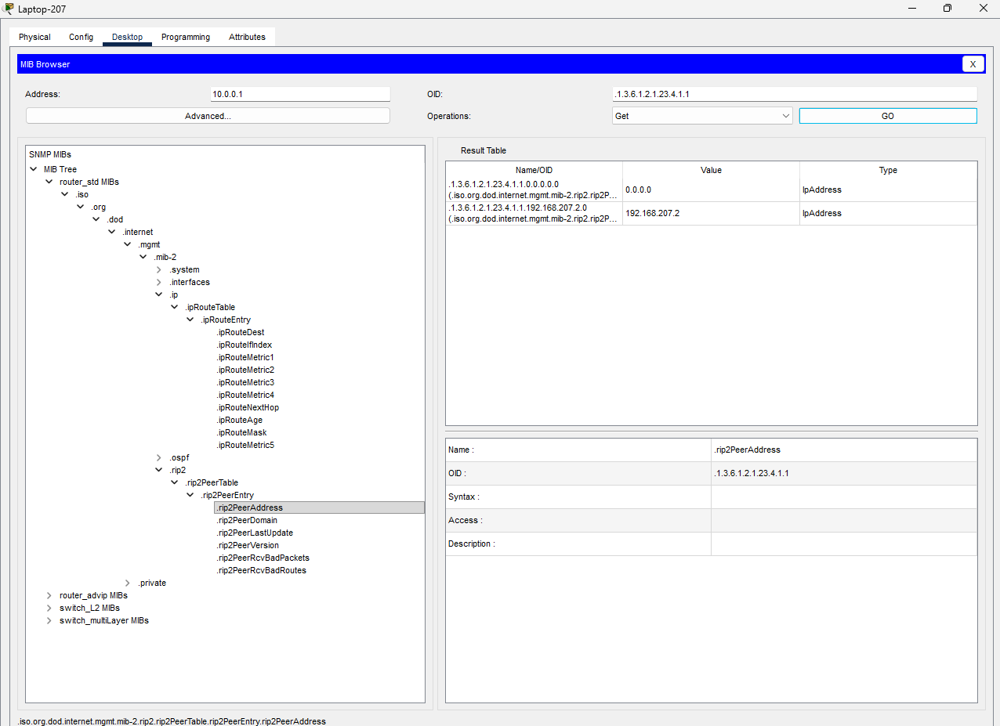 Laptop-207
Physical Config Desktop Programming Attributes
MIB Browser X
Address: 10.0.0.1 OID: .1.3.6.1.2.1.23.4.1.1
Advanced... Operations: Get GO
SNMP MIBs
MIB Tree
router_std MIBs
.iso
.org
.dod
.internet
.mgmt
.mib-2
.system
.interfaces
.ip
.ipRouteTable
.ipRouteEntry
.ipRouteDest
.ipRouteIfIndex
.ipRouteMetric1
.ipRouteMetric2
.ipRouteMetric3
.ipRouteMetric4
.ipRouteNextHop
.ipRouteAge
.ipRouteMask
.ipRouteMetric5
.ospf
.rip2
.rip2PeerTable
.rip2PeerEntry
.rip2PeerAddress
.rip2PeerDomain
.rip2PeerLastUpdate
.rip2PeerVersion
.rip2PeerRcvBadPackets
.rip2PeerRcvBadRoutes
.private
router_advip MIBs
switch_L2 MIBs
switch_multiLayer MIBs
Result Table
Name/OID Value Type
.1.3.6.1.2.1.23.4.1.1.0.0.0.0.0
(.iso.org.dod.internet.mgmt.mib-2.rip2.rip2P... 0.0.0.0 IpAddress
.1.3.6.1.2.1.23.4.1.1.192.168.207.2.0
(.iso.org.dod.internet.mgmt.mib-2.rip2.rip2P... 192.168.207.2 IpAddress
Name : .rip2PeerAddress
OID : .1.3.6.1.2.1.23.4.1.1
Syntax :
Access :
Description :
.iso.org.dod.internet.mgmt.mib-2.rip2.rip2PeerTable.rip2PeerEntry.rip2PeerAddress